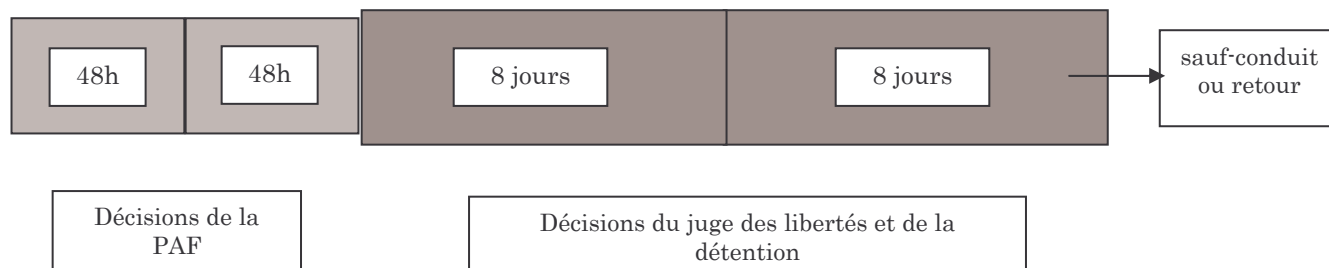 48h
48h
8 jours
8 jours
sauf-conduit
ou retour
Décisions de la
PAF
Décisions du juge des libertés et de la
détention